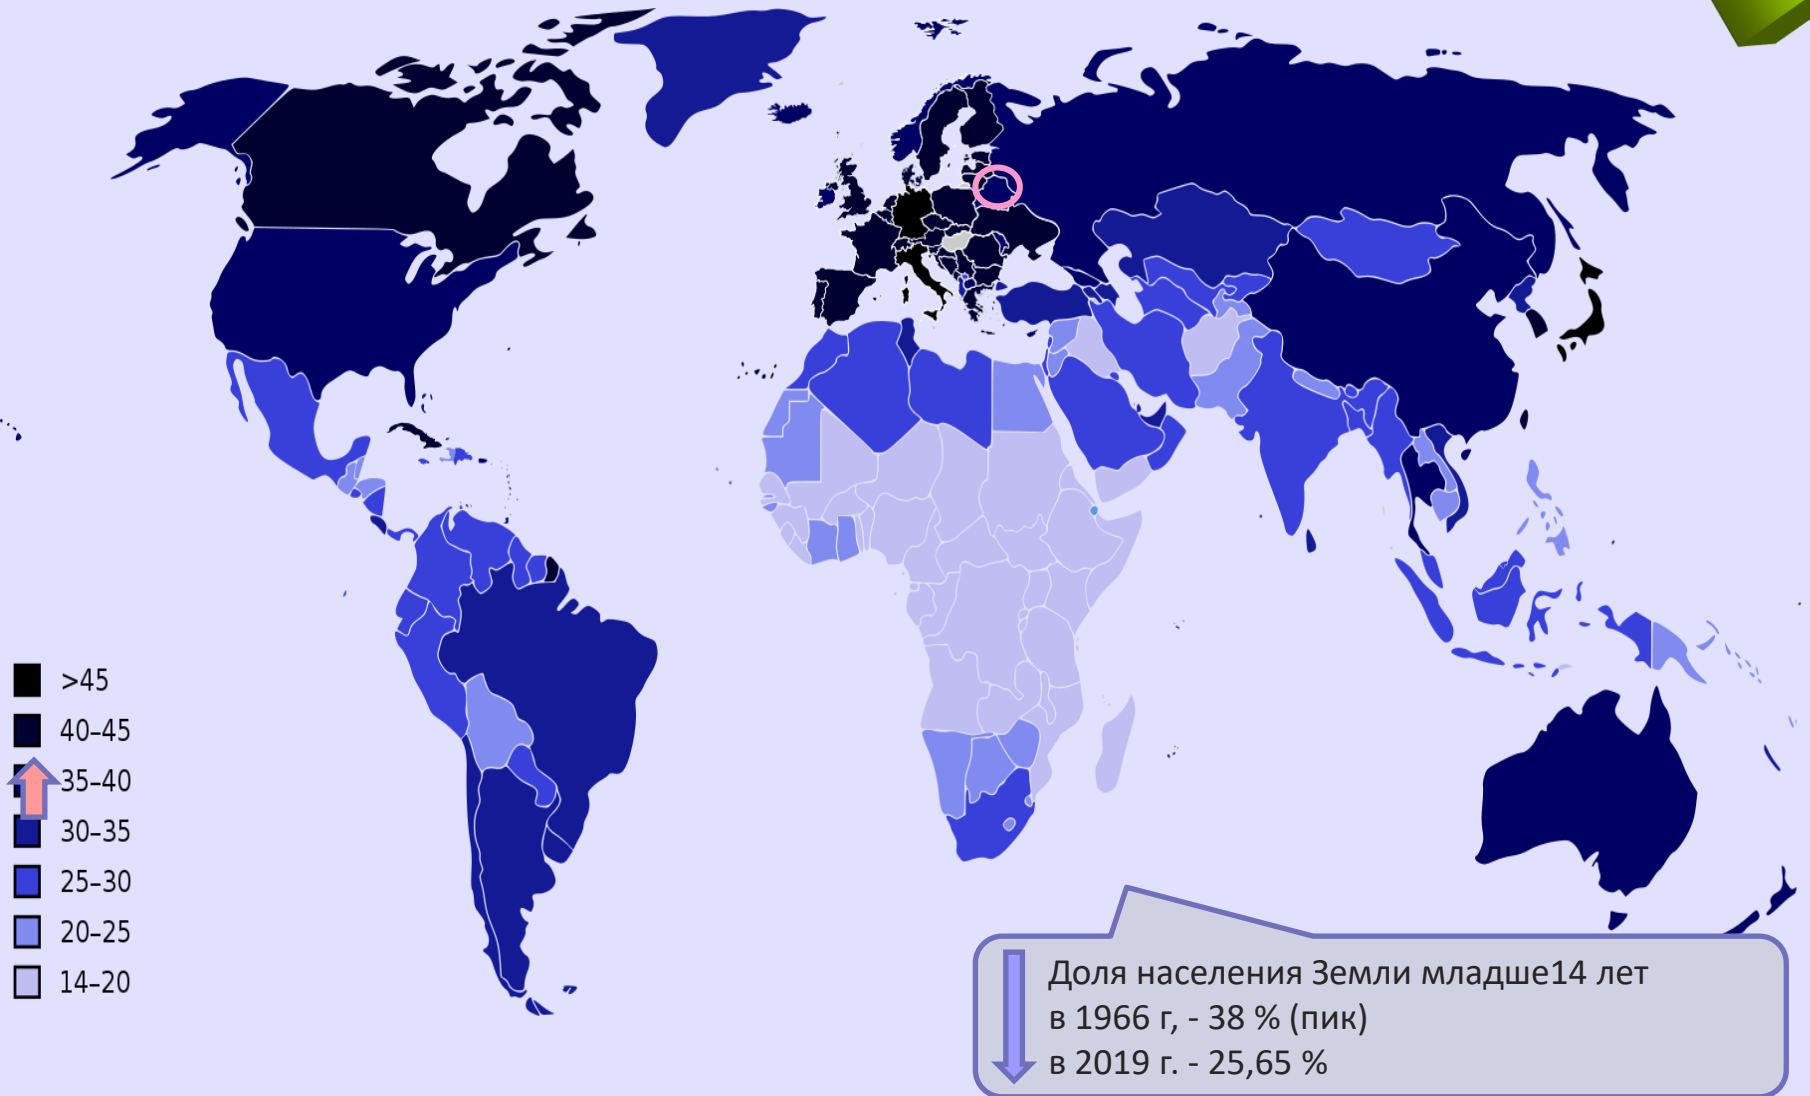 >45
40–45
35–40
30–35
25–30
20–25
14–20
Доля населения Земли младше14 лет
в 1966 г, - 38 % (пик)
в 2019 г. - 25,65 %